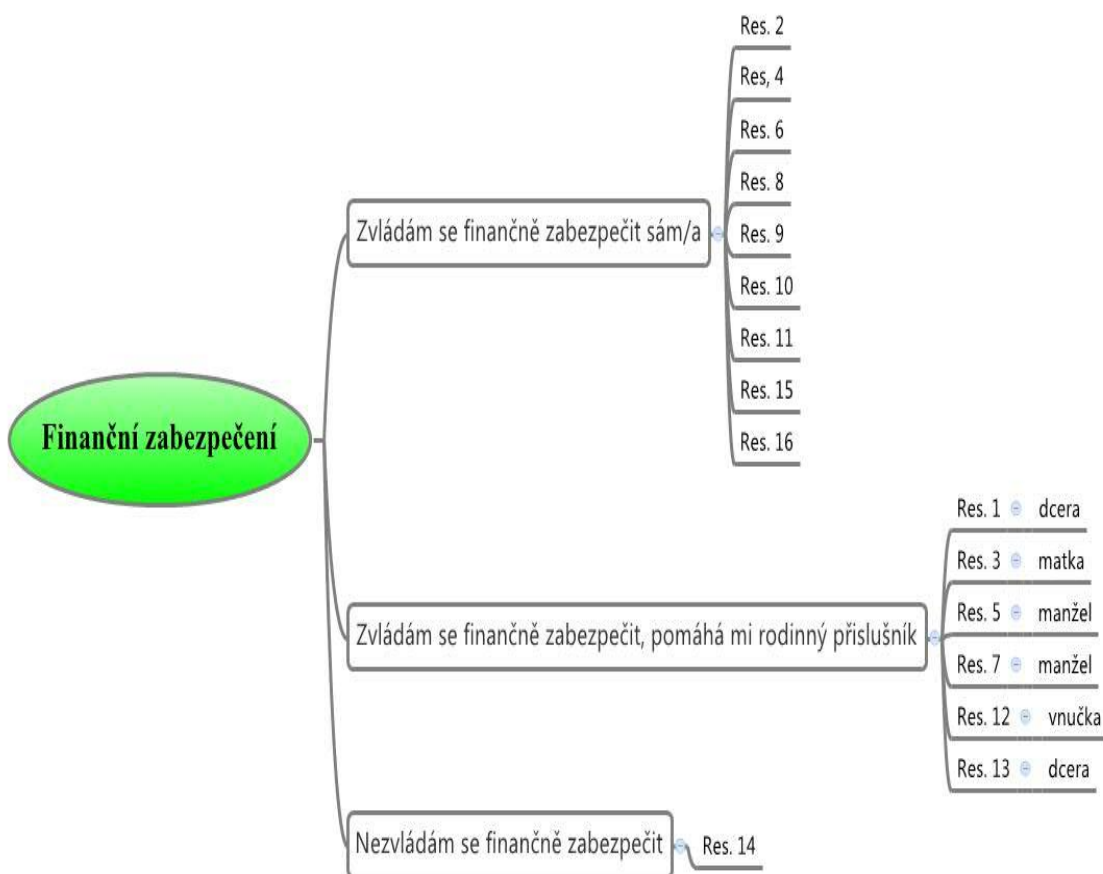 Finanční zabezpečení
Zvládám se finančně zabezpečit sám/a
Res. 2
Res, 4
Res. 6
Res. 8
Res. 9
Res. 10
Res. 11
Res. 15
Res. 16
Zvládám se finančně zabezpečit, pomáhá mi rodinný přislušník
Res. 1 dcera
Res. 3 matka
Res. 5 manžel
Res. 7 manžel
Res. 12 vnučka
Res. 13 dcera
Nezvládám se finančně zabezpečit
Res. 14